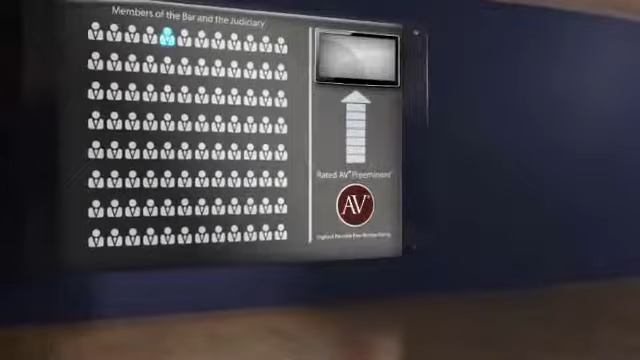 Members of the Bar and the Judiciary
Rated AV® Preeminent®
AV®